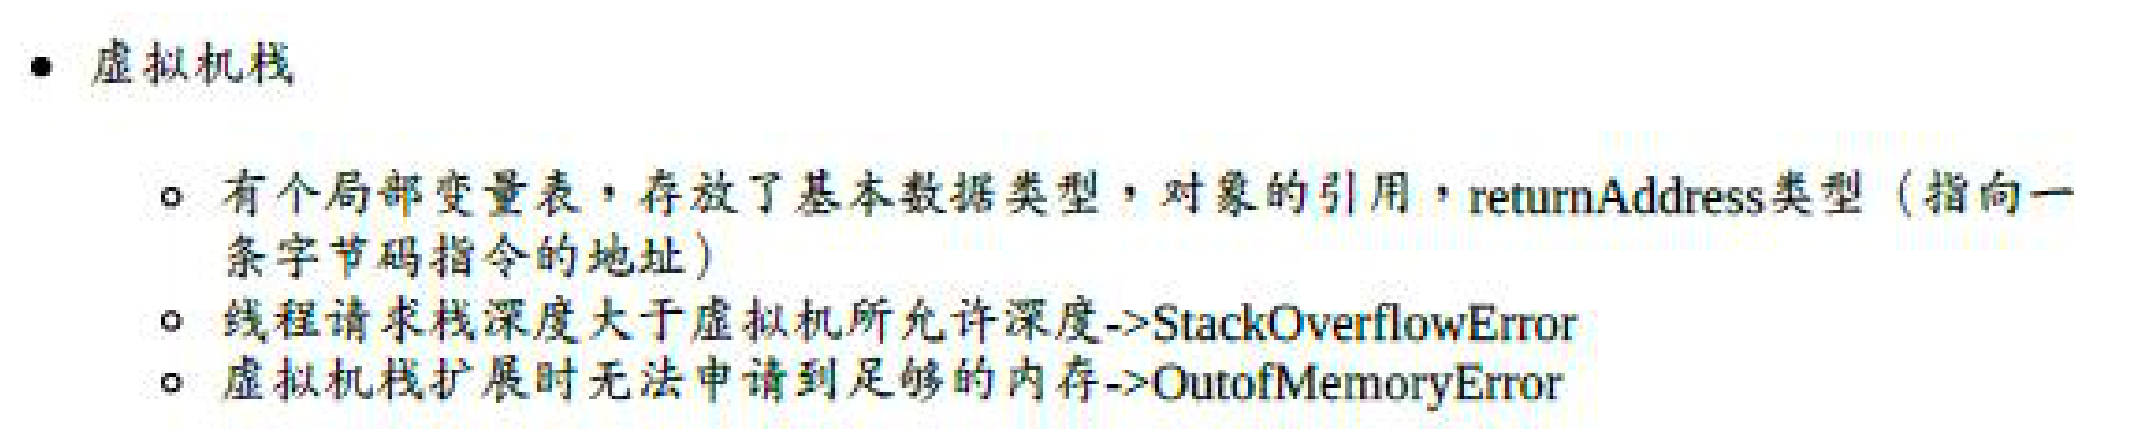 • 虚拟机栈
○ 有个局部变量表，存放了基本数据类型，对象的引用，returnAddress类型（指向一
条字节码指令的地址）
○ 线程请求栈深度大于虚拟机所允许深度->StackOverflowError
○ 虚拟机栈扩展时无法申请到足够的内存->OutofMemoryError